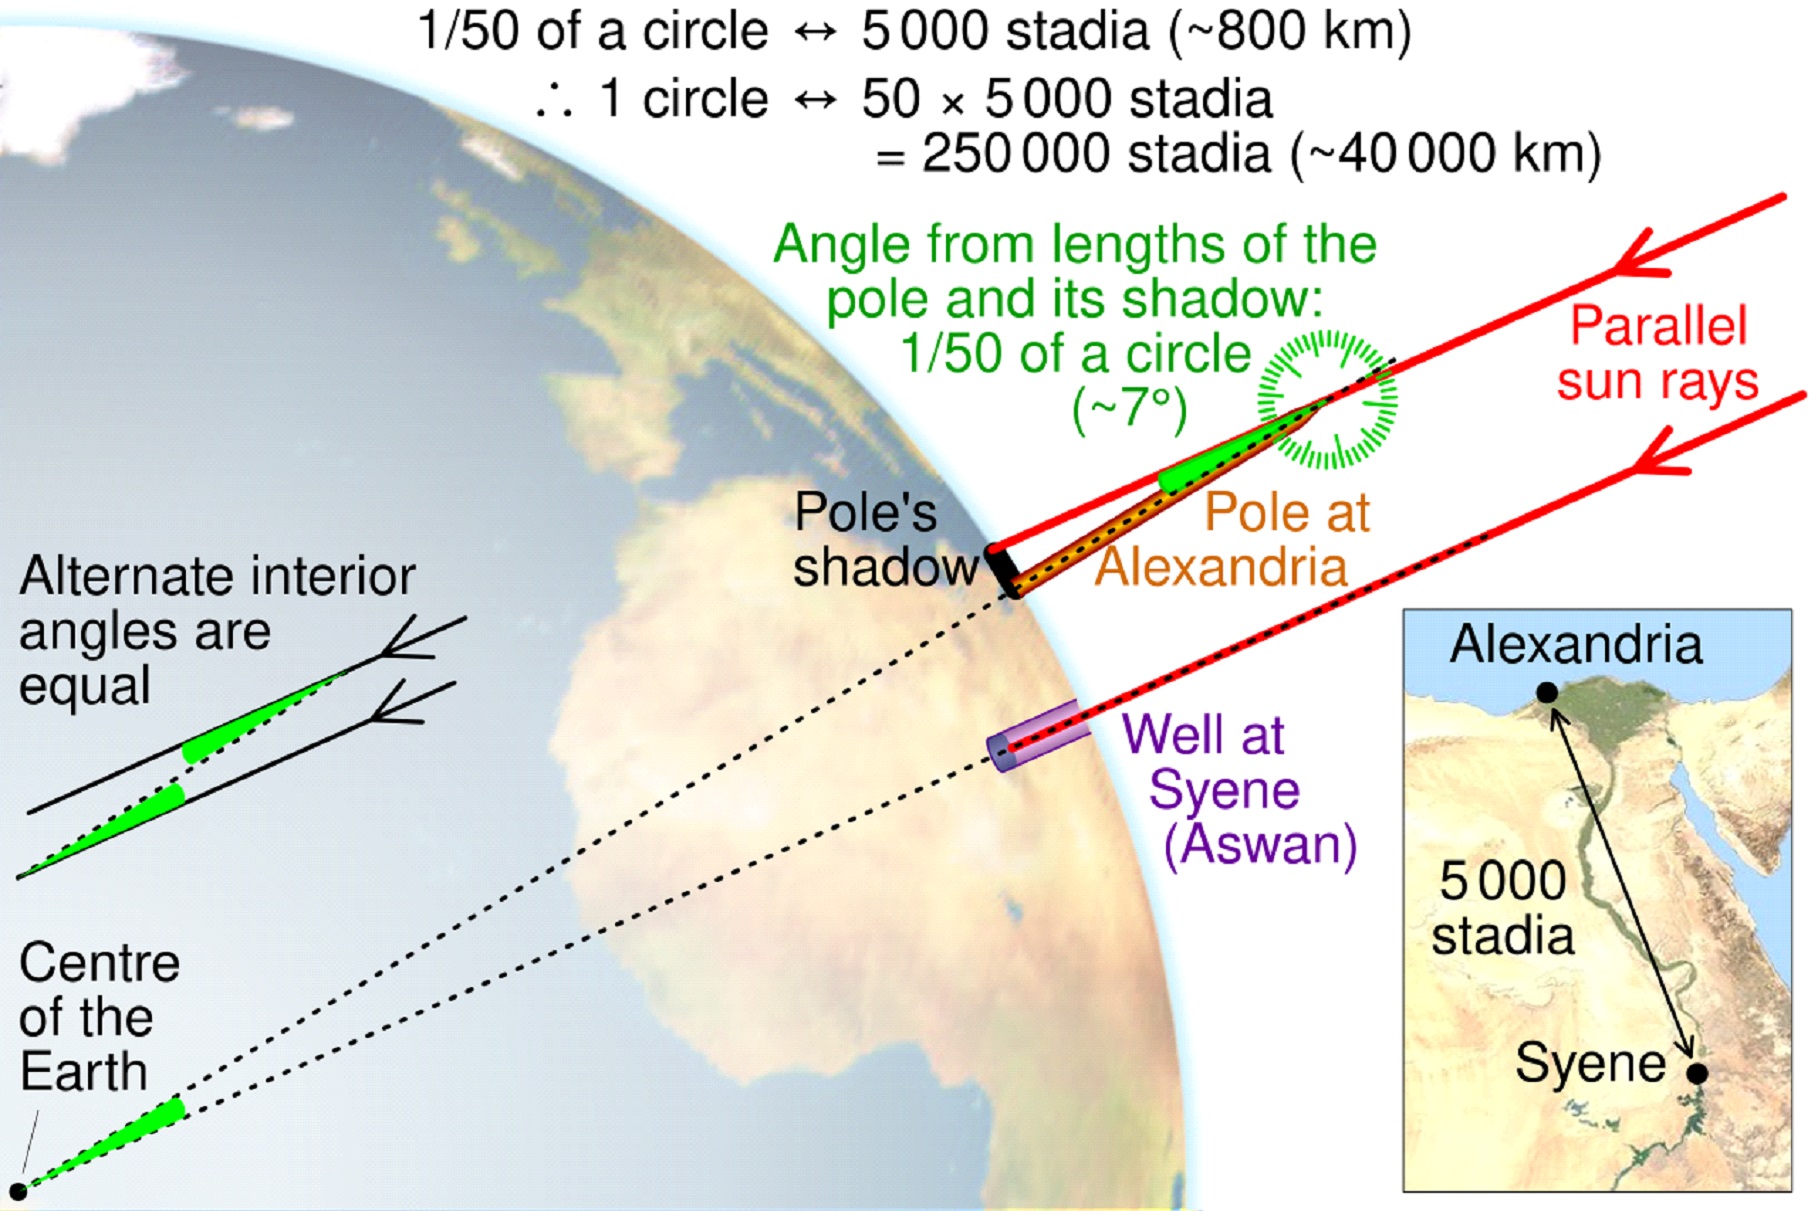 1/50 of a circle ↔ 5 000 stadia (~800 km)
∴ 1 circle ↔ 50 × 5 000 stadia
= 250 000 stadia (~40 000 km)
Angle from lengths of the
pole and its shadow:
1/50 of a circle
(~7°)
Parallel
sun rays
Pole's
shadow
Pole at
Alexandria
Alternate interior
angles are
equal
Well at
Syene
(Aswan)
Centre
of the
Earth
Alexandria
5 000
stadia
Syene